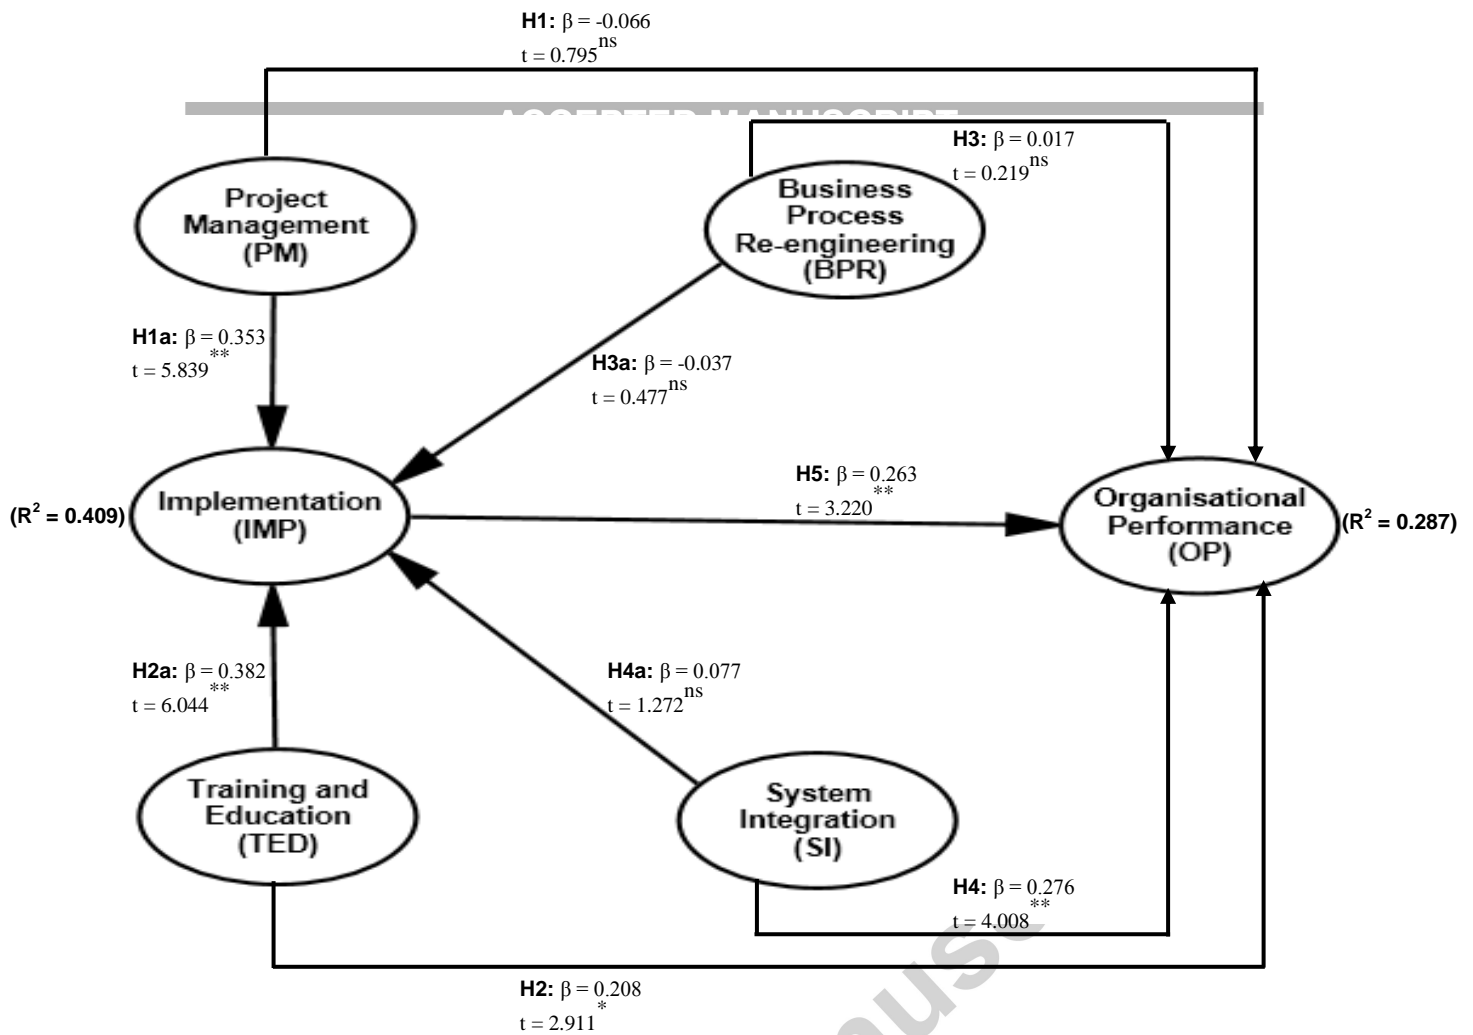 H1: β = -0.066
t = 0.795ns
ACCEPTED MANUSCRIPT
H3: β = 0.017
t = 0.219ns
Project
Management
(PM)
Business
Process
Re-engineering
(BPR)
H1a: β = 0.353
t = 5.839**
H3a: β = -0.037
t = 0.477ns
H5: β = 0.263
t = 3.220**
(R2 = 0.409)
Implementation
(IMP)
Organisational
Performance
(OP)
(R2 = 0.287)
H2a: β = 0.382
t = 6.044**
H4a: β = 0.077
t = 1.272ns
Training and
Education
(TED)
System
Integration
(SI)
H4: β = 0.276
t = 4.008**
H2: β = 0.208
t = 2.911*